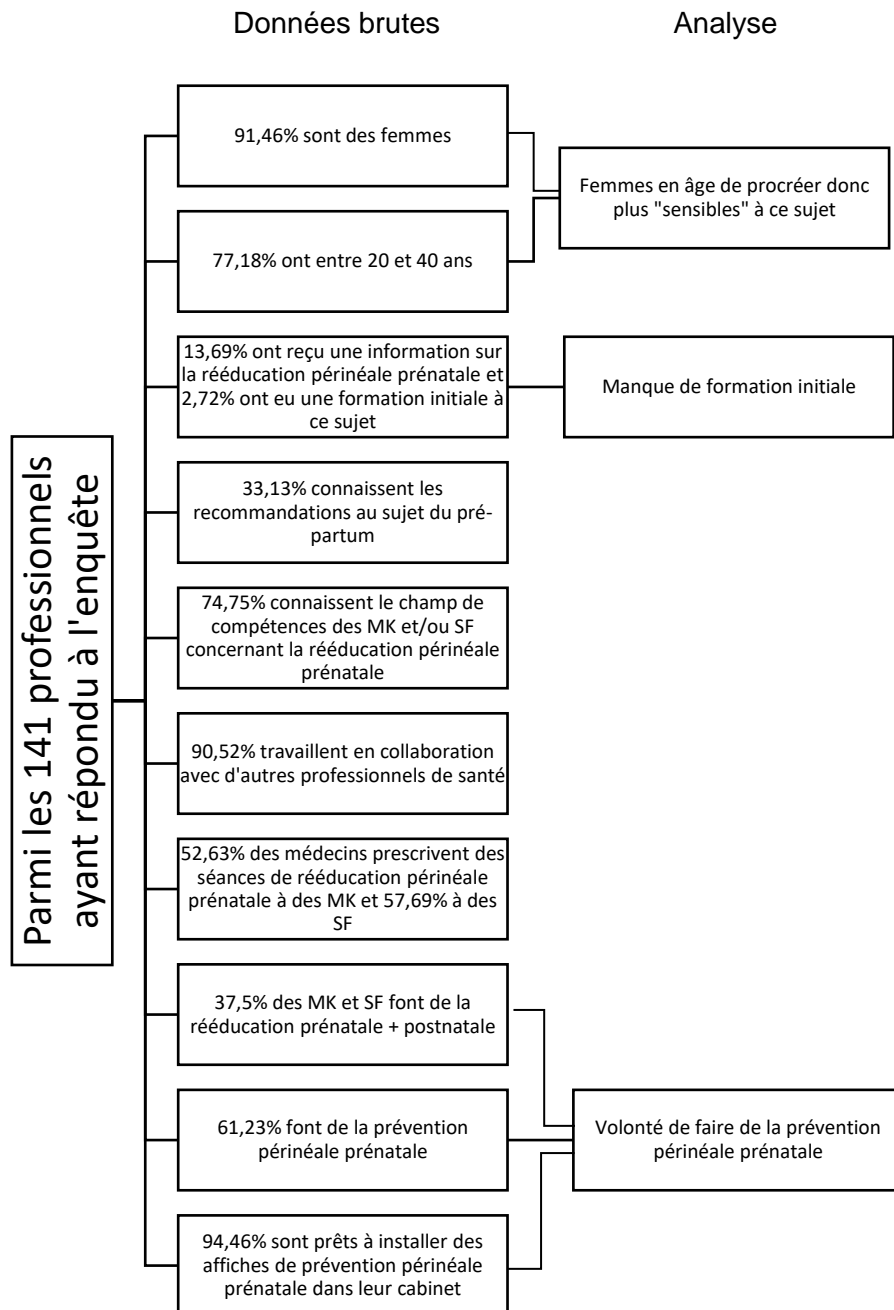 Données brutes
Analyse
Parmi les 141 professionnels
ayant répondu à l'enquête
91,46% sont des femmes
77,18% ont entre 20 et 40 ans
Femmes en âge de procréer donc
plus "sensibles" à ce sujet
13,69% ont reçu une information sur
la rééducation périnéale prénatale et
2,72% ont eu une formation initiale à
ce sujet
Manque de formation initiale
33,13% connaissent les
recommandations au sujet du pré-
partum
74,75% connaissent le champ de
compétences des MK et/ou SF
concernant la rééducation périnéale
prénatale
90,52% travaillent en collaboration
avec d'autres professionnels de santé
52,63% des médecins prescrivent des
séances de rééducation périnéale
prénatale à des MK et 57,69% à des
SF
37,5% des MK et SF font de la
rééducation prénatale + postnatale
61,23% font de la prévention
périnéale prénatale
94,46% sont prêts à installer des
affiches de prévention périnéale
prénatale dans leur cabinet
Volonté de faire de la prévention
périnéale prénatale